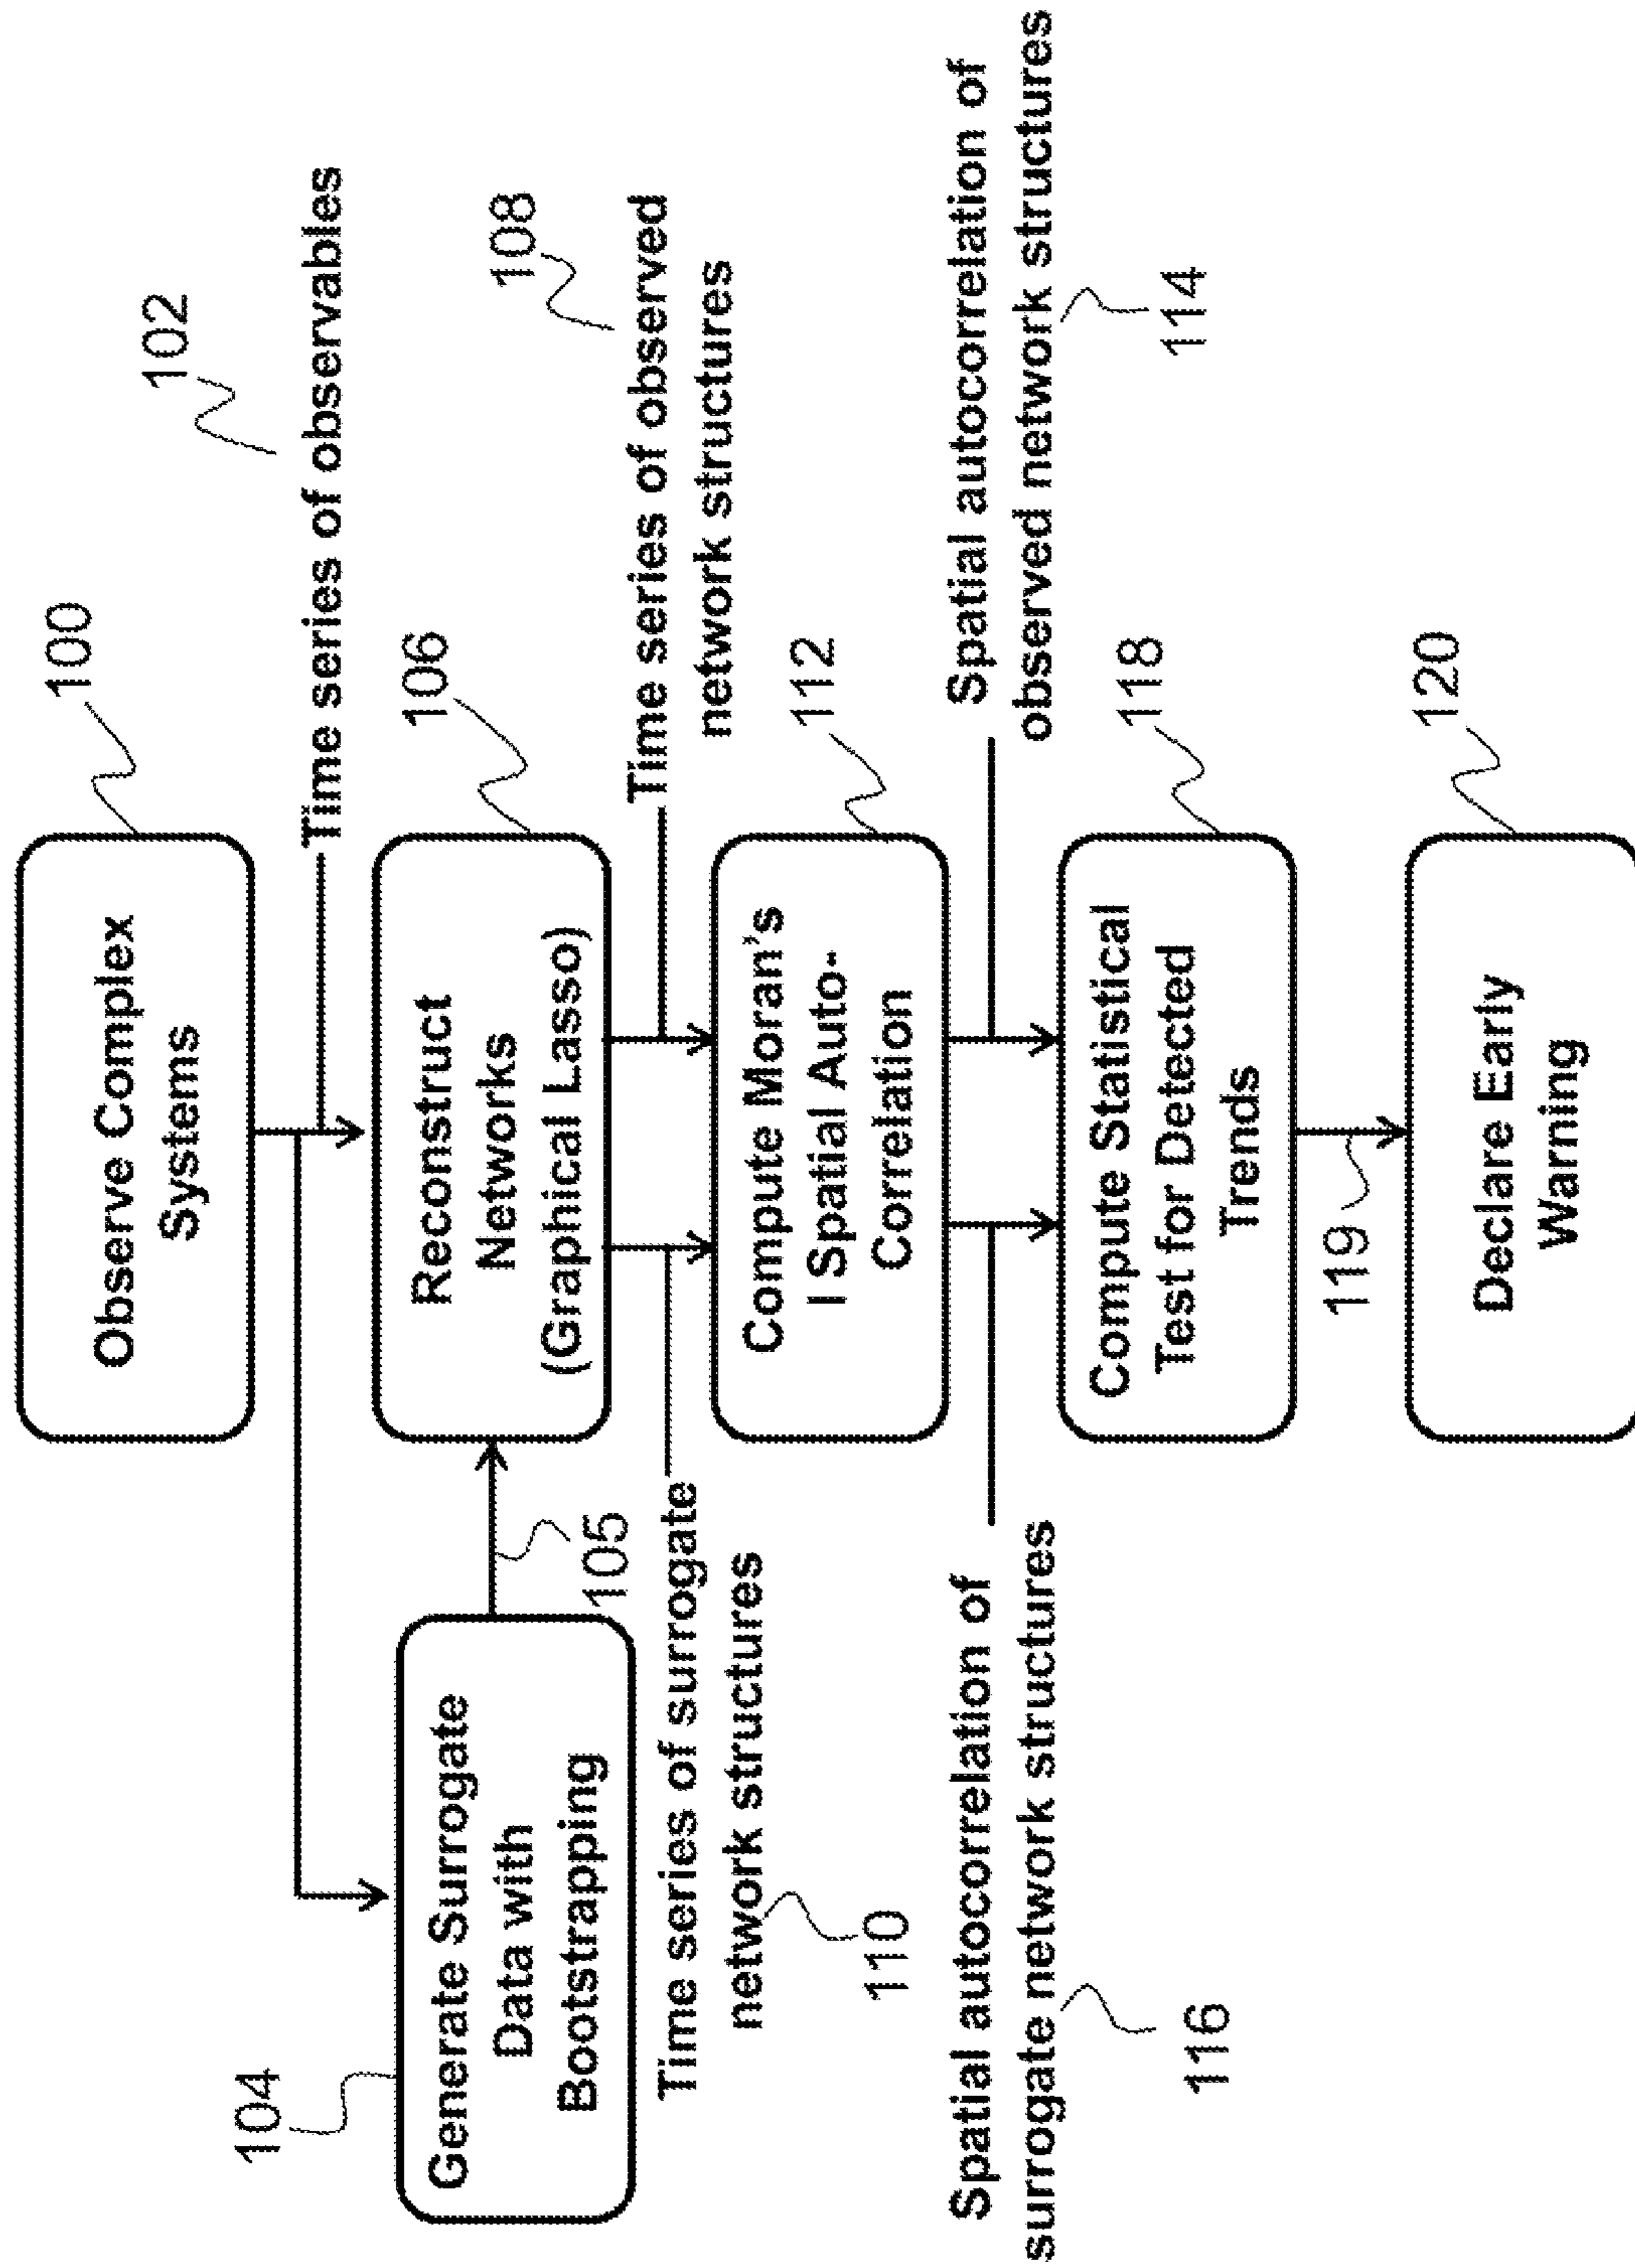 100
Observe Complex
Systems
102
Time series of observables
104
Generate Surrogate
Data with
Bootstrapping
105
106
Reconstruct
Networks
(Graphical Lasso)
108
Time series of observed
network structures
Time series of surrogate
network structures
110
112
Compute Moran's
I Spatial Auto-
Correlation
Spatial autocorrelation of
observed network structures
114
Spatial autocorrelation of
surrogate network structures
116
118
Compute Statistical
Test for Detected
Trends
119
120
Declare Early
Warning